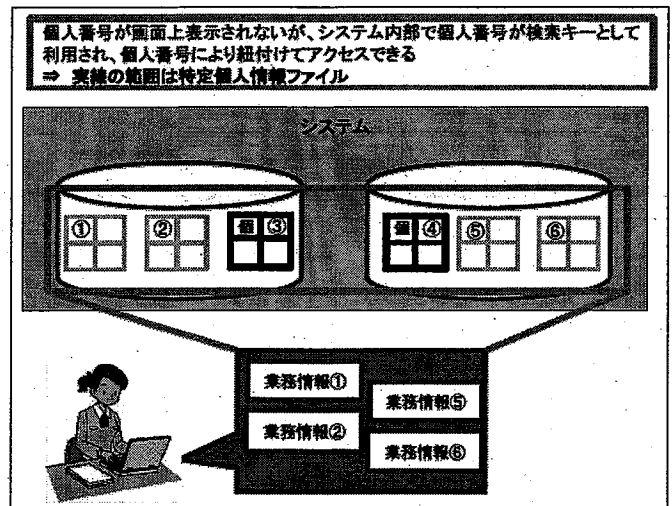 個人番号が画面上表示されないが、システム内部で個人番号が検索キーとして
利用され、個人番号により紐付けてアクセスできる
⇒ 実線の範囲は特定個人情報ファイル
システム
① ② 個 ③ 個 ④ ⑤ ⑥
業務情報①
業務情報⑤
業務情報②
業務情報⑥